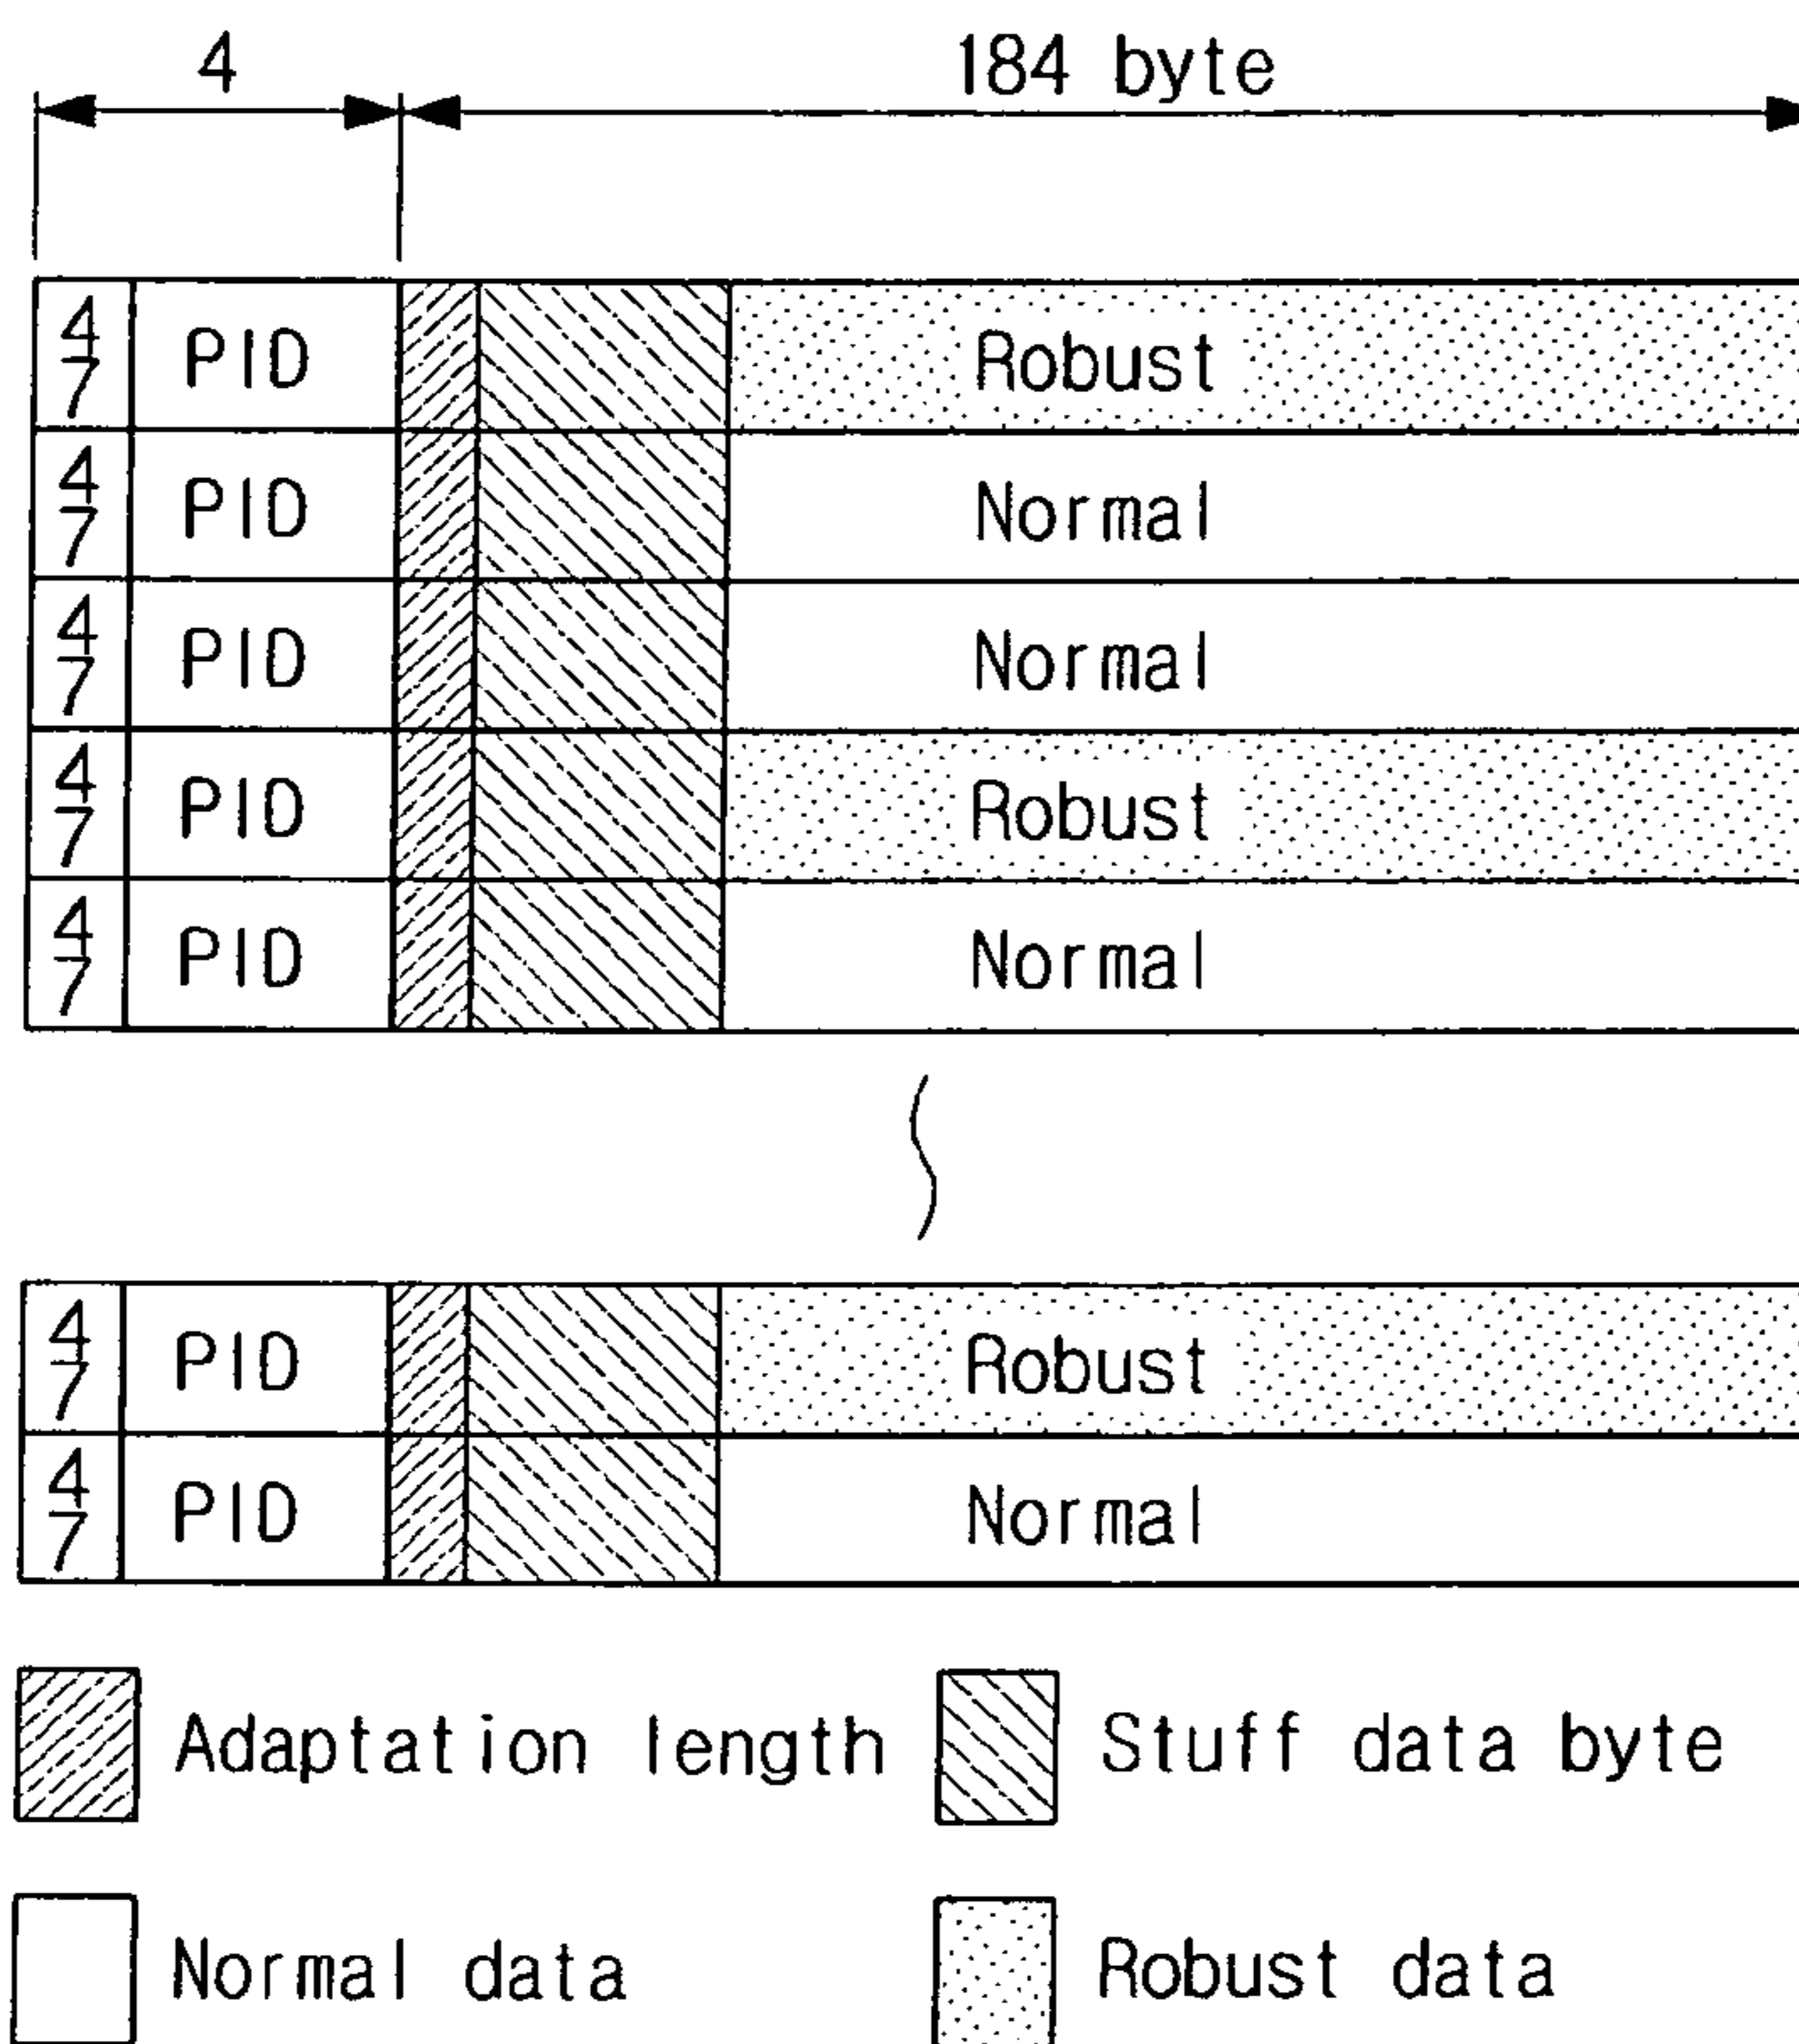 4 184 byte
47 PID Robust
47 PID Normal
47 PID Normal
47 PID Robust
47 PID Normal
47 PID Robust
47 PID Normal
Adaptation length Stuff data byte
Normal data Robust data